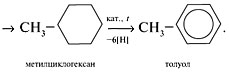 → CH₃ кат., t → CH₃ .
−6[H]
метилциклогексан толуол